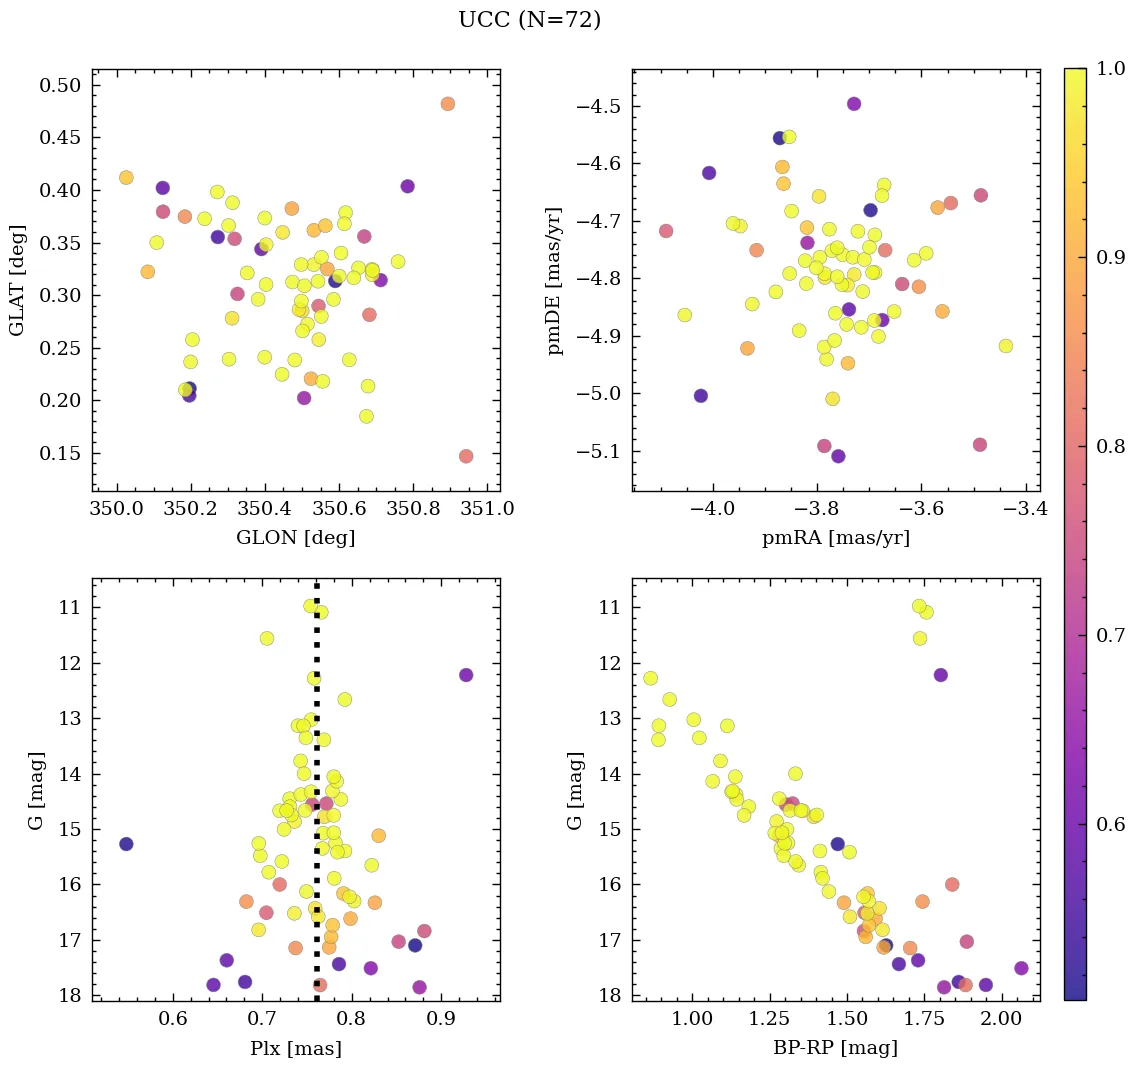 UCC (N=72)
0.50
0.45
0.40
0.35
0.30
0.25
0.20
0.15
GLAT [deg]
350.0 350.2 350.4 350.6 350.8 351.0
GLON [deg]
−4.5
−4.6
−4.7
−4.8
−4.9
−5.0
−5.1
pmDE [mas/yr]
−4.0 −3.8 −3.6 −3.4
pmRA [mas/yr]
1.0
0.9
0.8
0.7
0.6
11
12
13
14
15
16
17
18
G [mag]
0.6 0.7 0.8 0.9
Plx [mas]
11
12
13
14
15
16
17
18
G [mag]
1.00 1.25 1.50 1.75 2.00
BP-RP [mag]